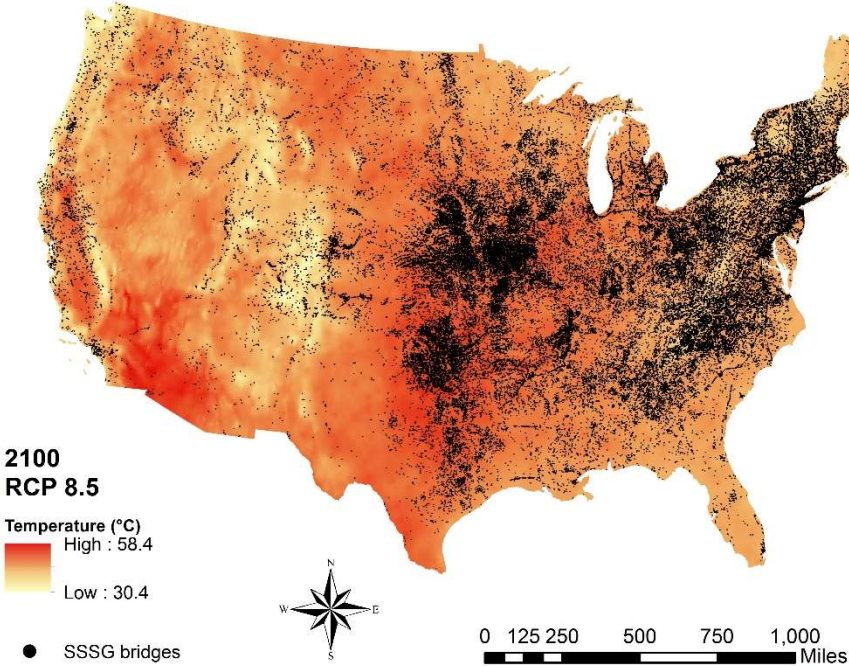 2100
RCP 8.5
Temperature (°C)
High : 58.4
Low : 30.4
SSSG bridges
N
W E
S
0 125 250 500 750 1,000
Miles